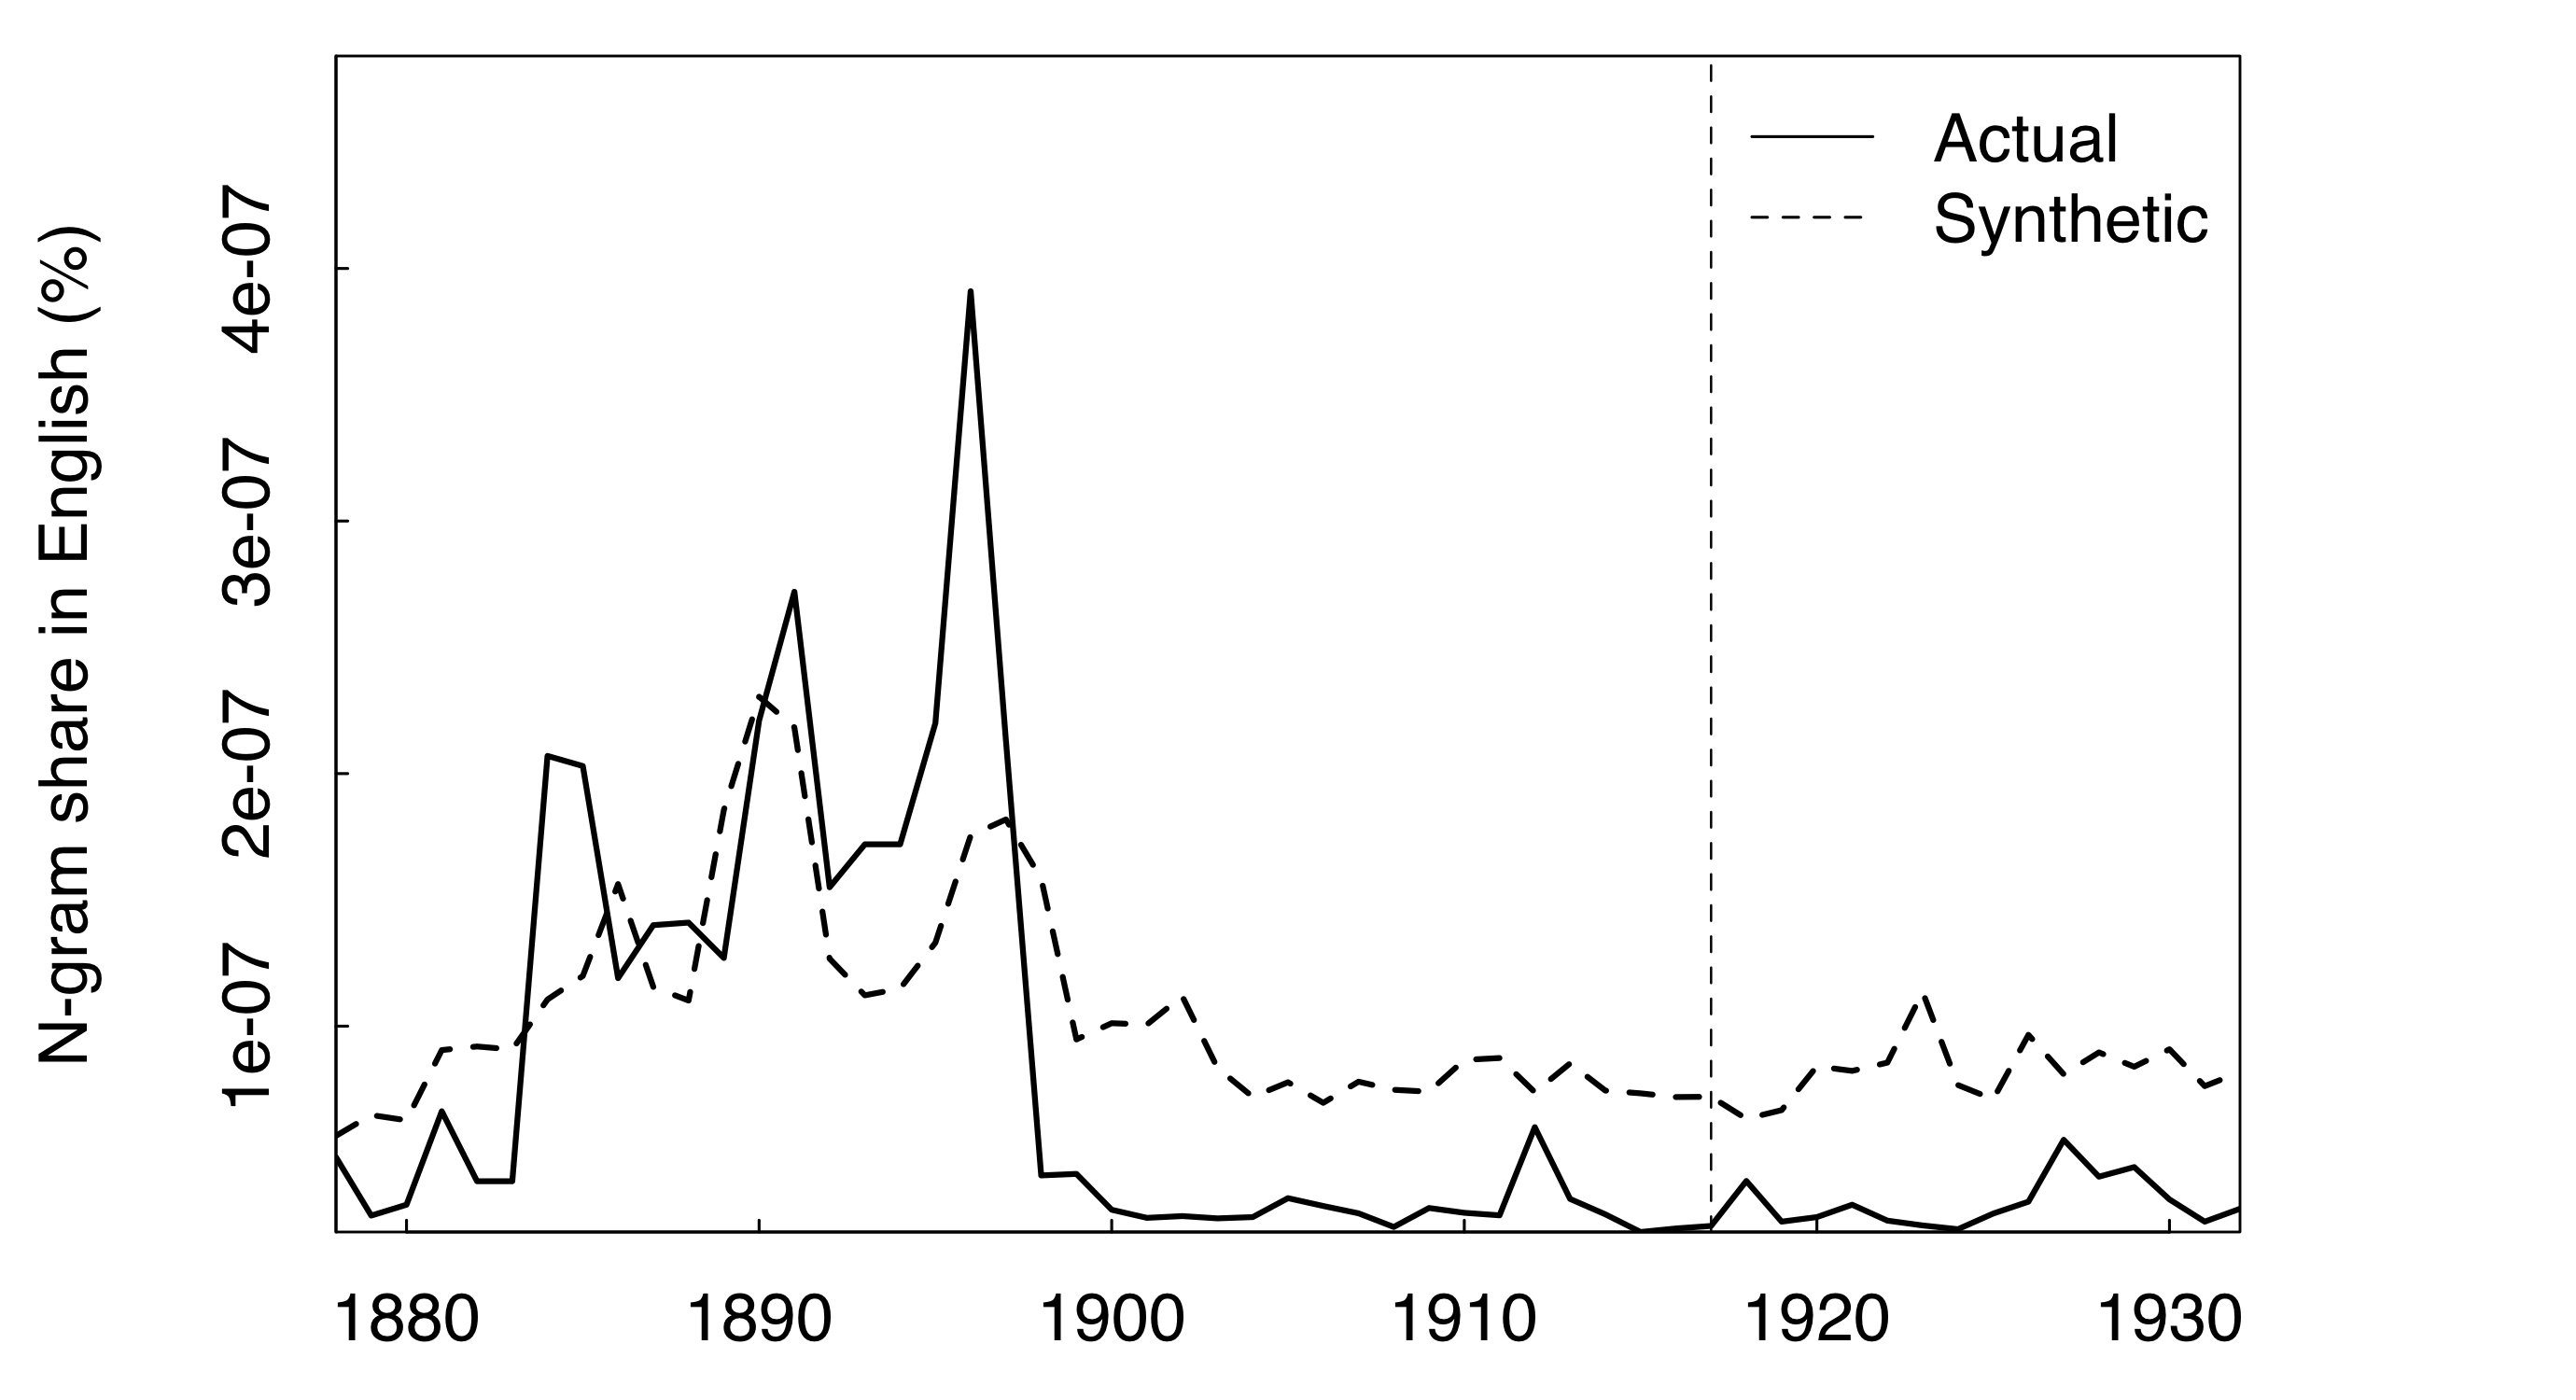 N-gram share in English (%)
4e-07
3e-07
2e-07
1e-07
Actual
Synthetic
1880 1890 1900 1910 1920 1930